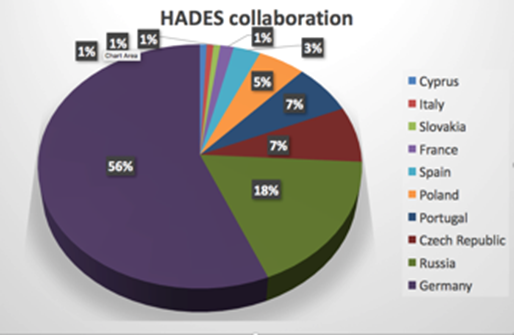 HADES collaboration
1%
1%
1%
1%
3%
Chart Area
5%
7%
7%
56%
18%
Cyprus
Italy
Slovakia
France
Spain
Poland
Portugal
Czech Republic
Russia
Germany